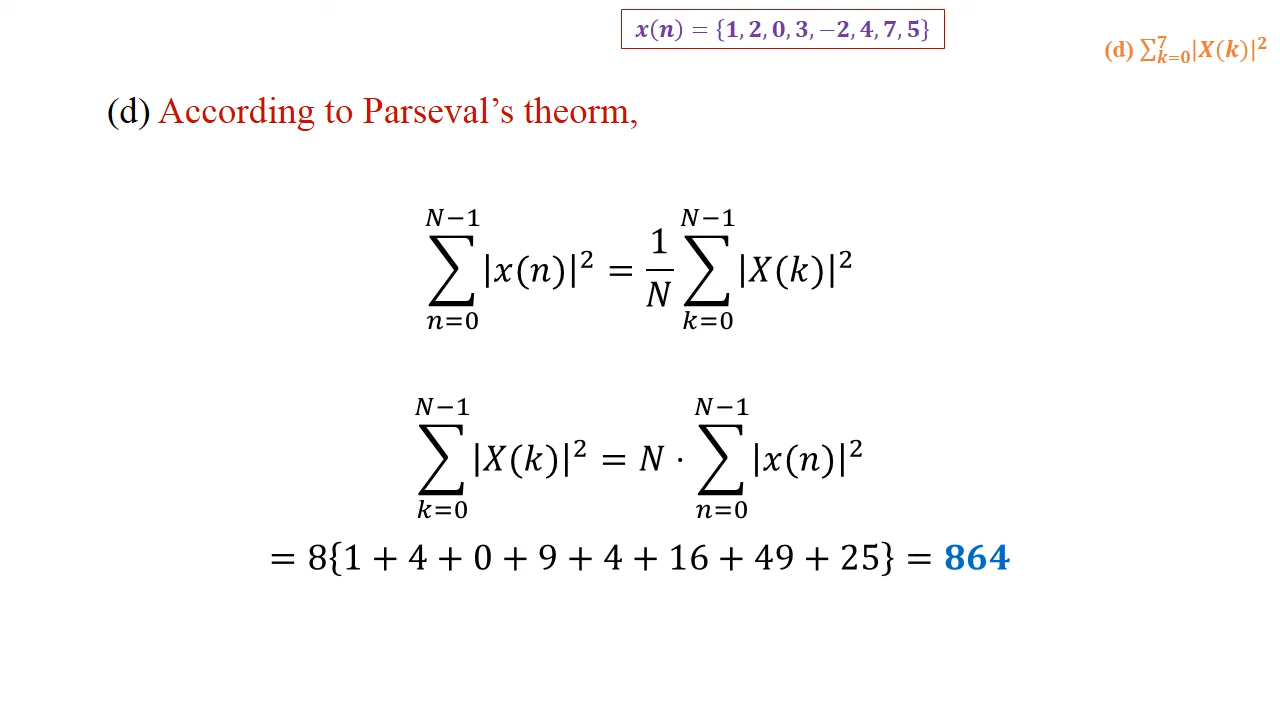 x(n) = {1, 2, 0, 3, −2, 4, 7, 5}
(d) ∑_{k=0}^{7}|X(k)|²
(d) According to Parseval’s theorm,
∑_{n=0}^{N−1}|x(n)|² = \frac{1}{N} ∑_{k=0}^{N−1}|X(k)|²
∑_{k=0}^{N−1}|X(k)|² = N · ∑_{n=0}^{N−1}|x(n)|²
= 8{1 + 4 + 0 + 9 + 4 + 16 + 49 + 25} = 864